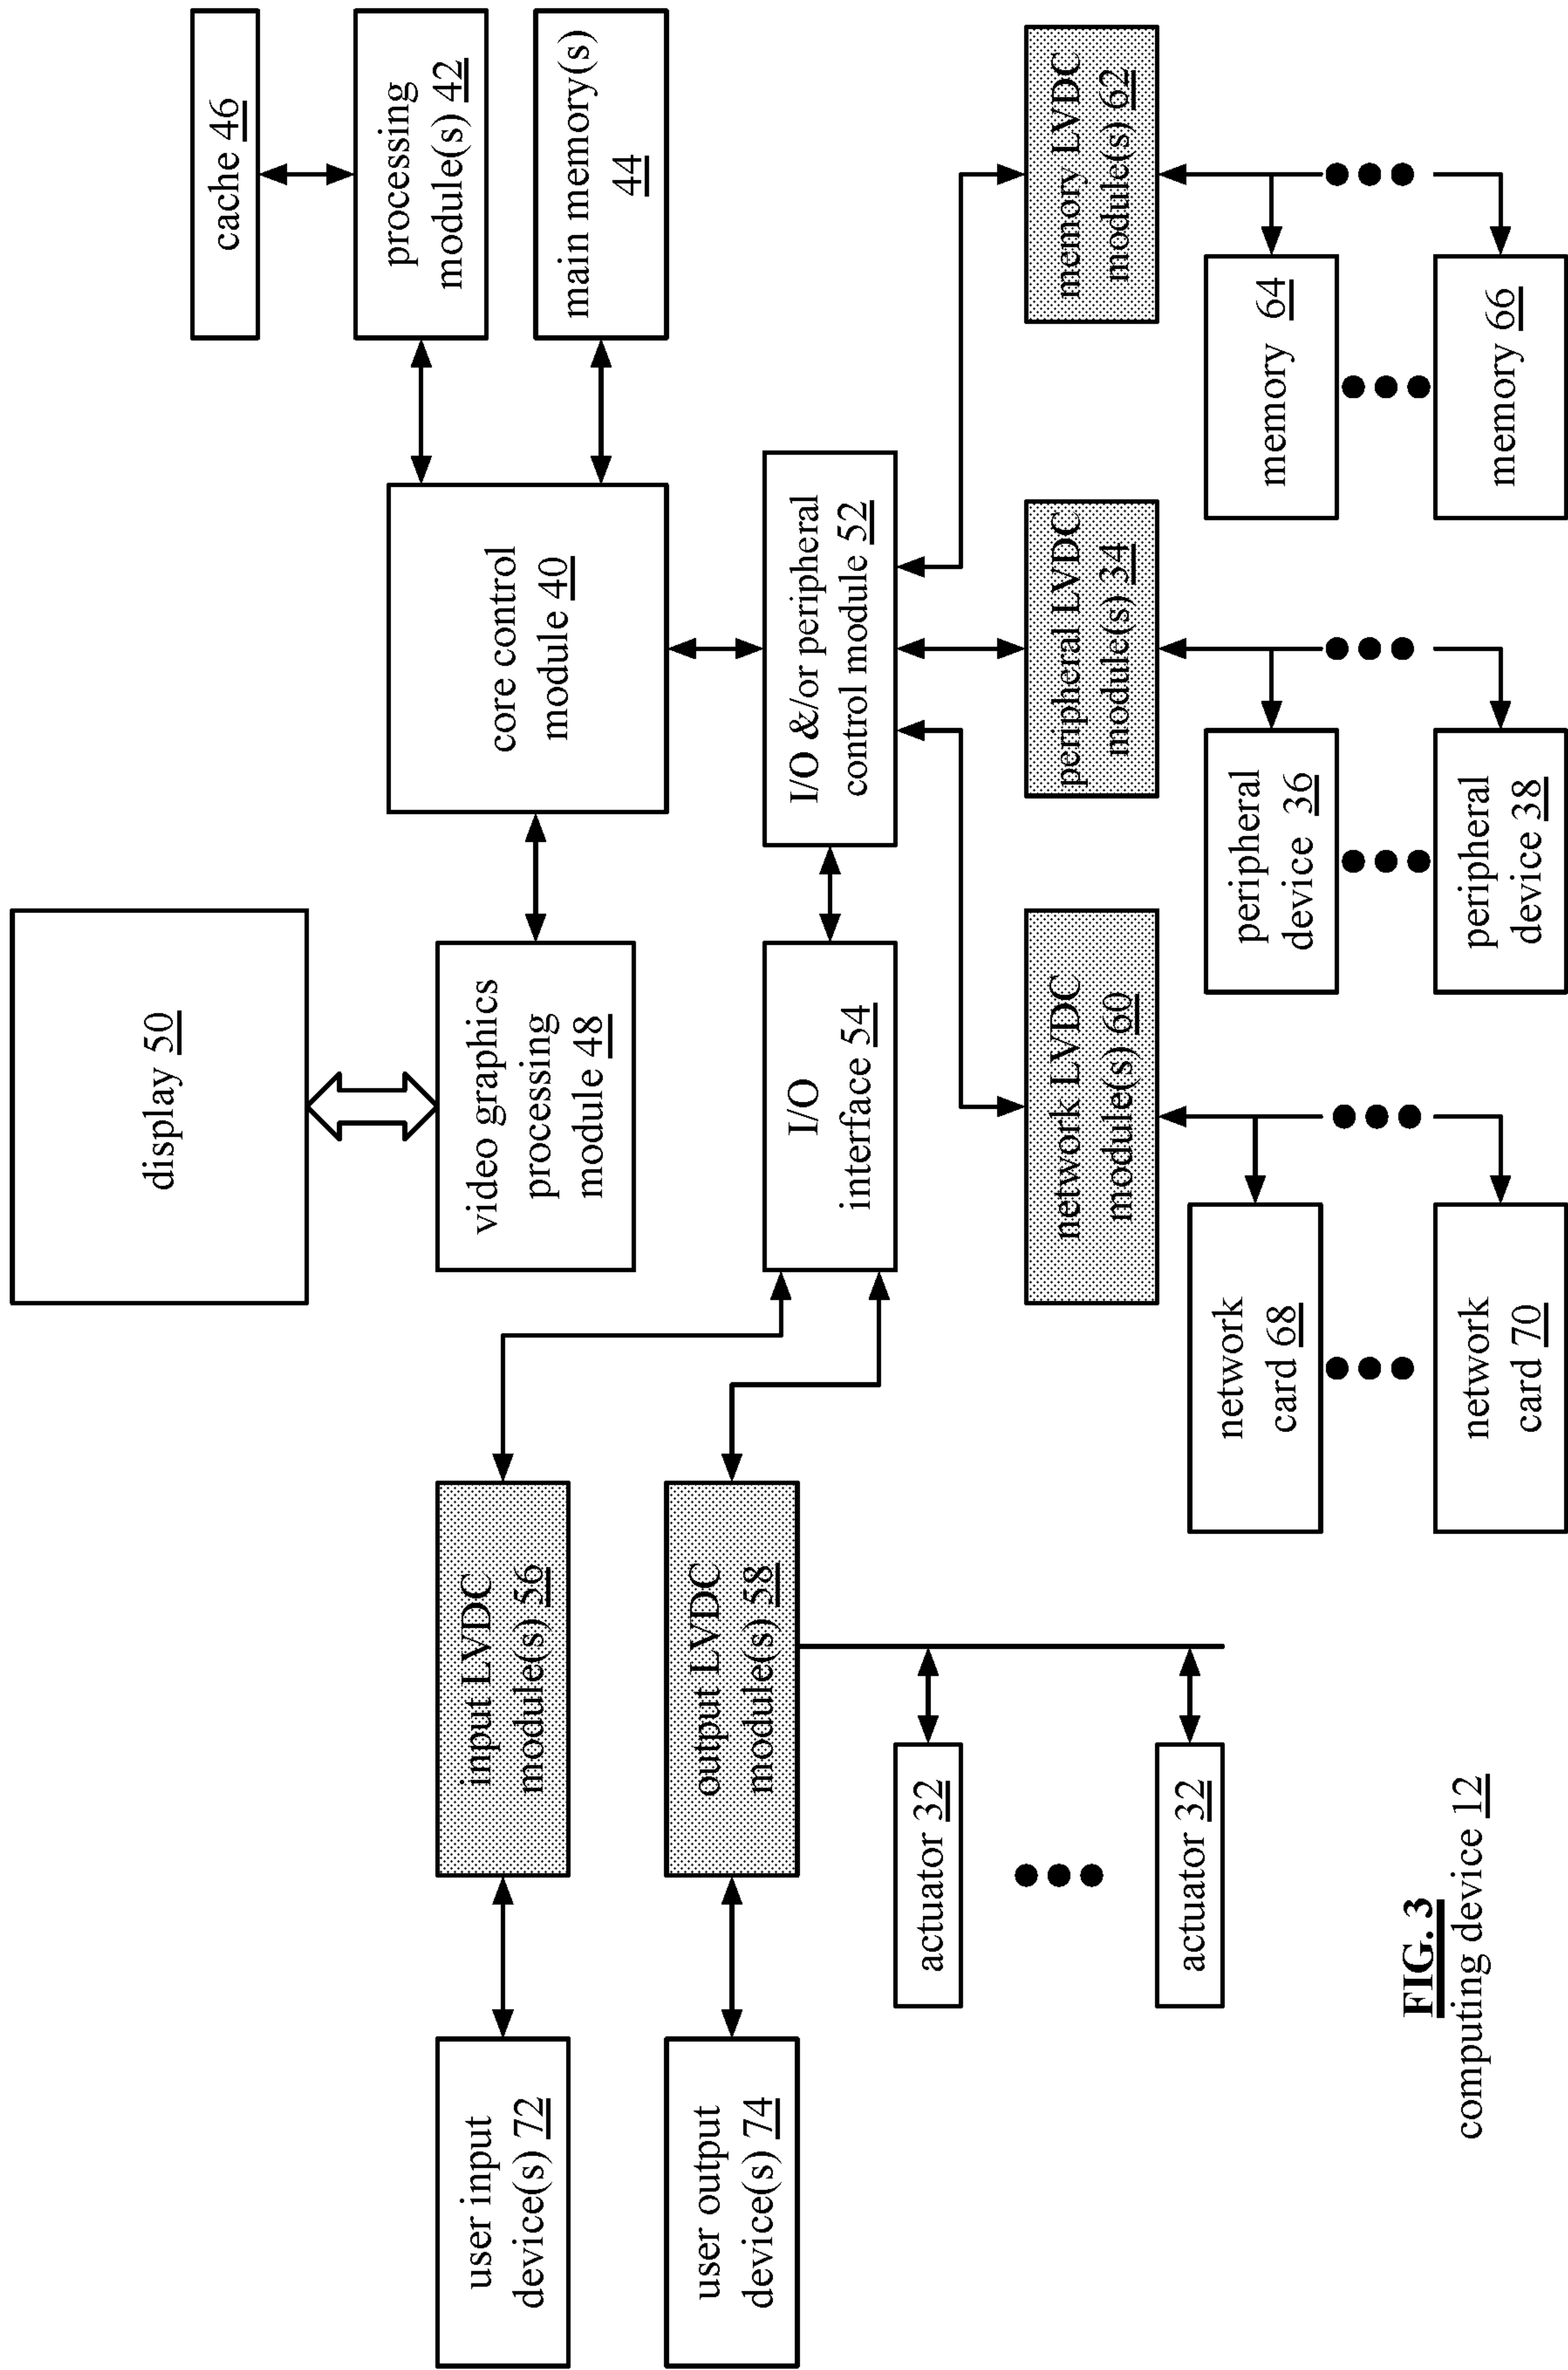 display 50
cache 46
processing
module(s) 42
main memory(s)
44
video graphics
processing
module 48
core control
module 40
user input
device(s) 72
input LVDC
module(s) 56
user output
device(s) 74
output LVDC
module(s) 58
I/O
interface 54
I/O &/or peripheral
control module 52
actuator 32
actuator 32
network LVDC
module(s) 60
peripheral LVDC
module(s) 34
memory LVDC
module(s) 62
network
card 68
peripheral
device 36
memory 64
network
card 70
peripheral
device 38
memory 66
FIG. 3
computing device 12